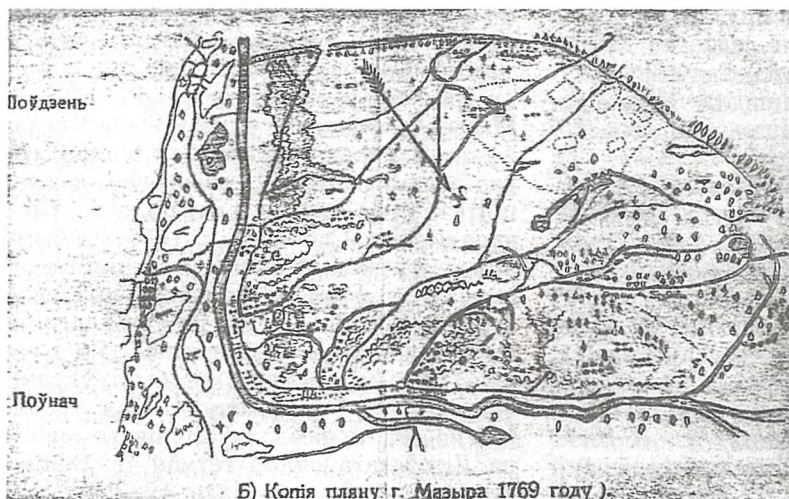 Поўдзень
Поўнач
Б) Копія пляну г. Мазыра 1769 году ).